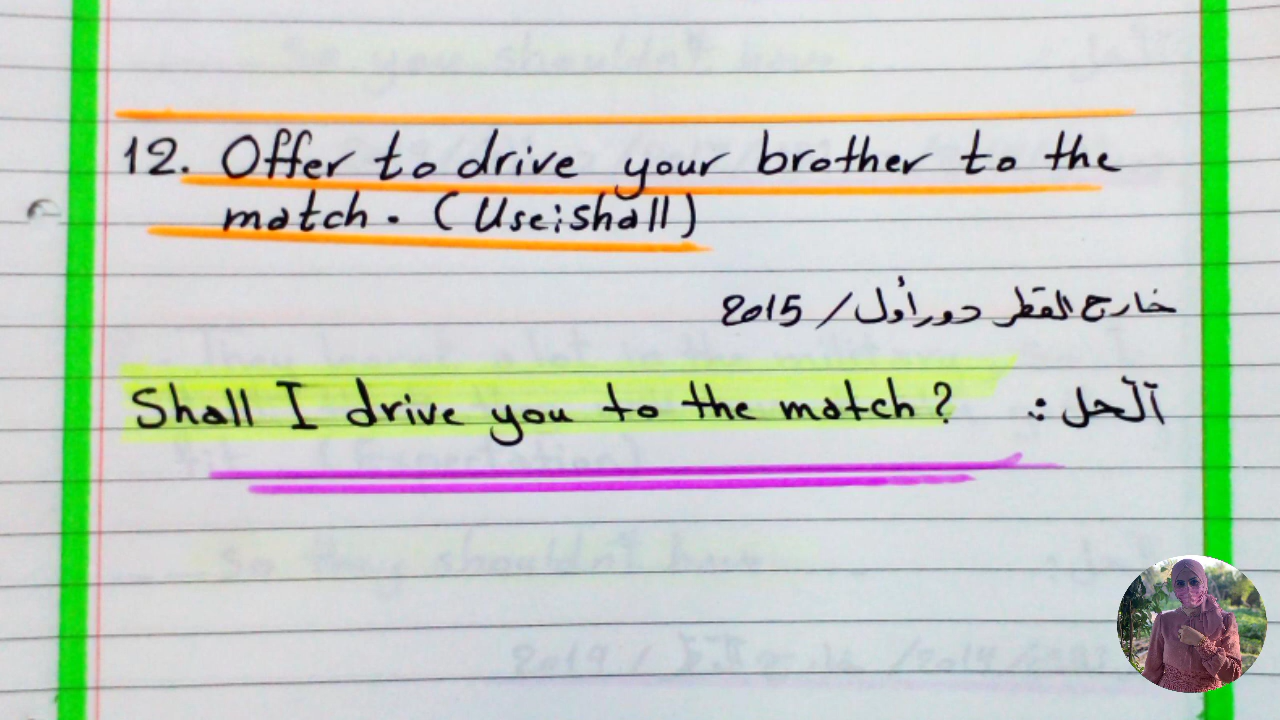 12. Offer to drive your brother to the
match. (Use:shall)
خارج القطر دور أول / 2015
Shall I drive you to the match? الحل :